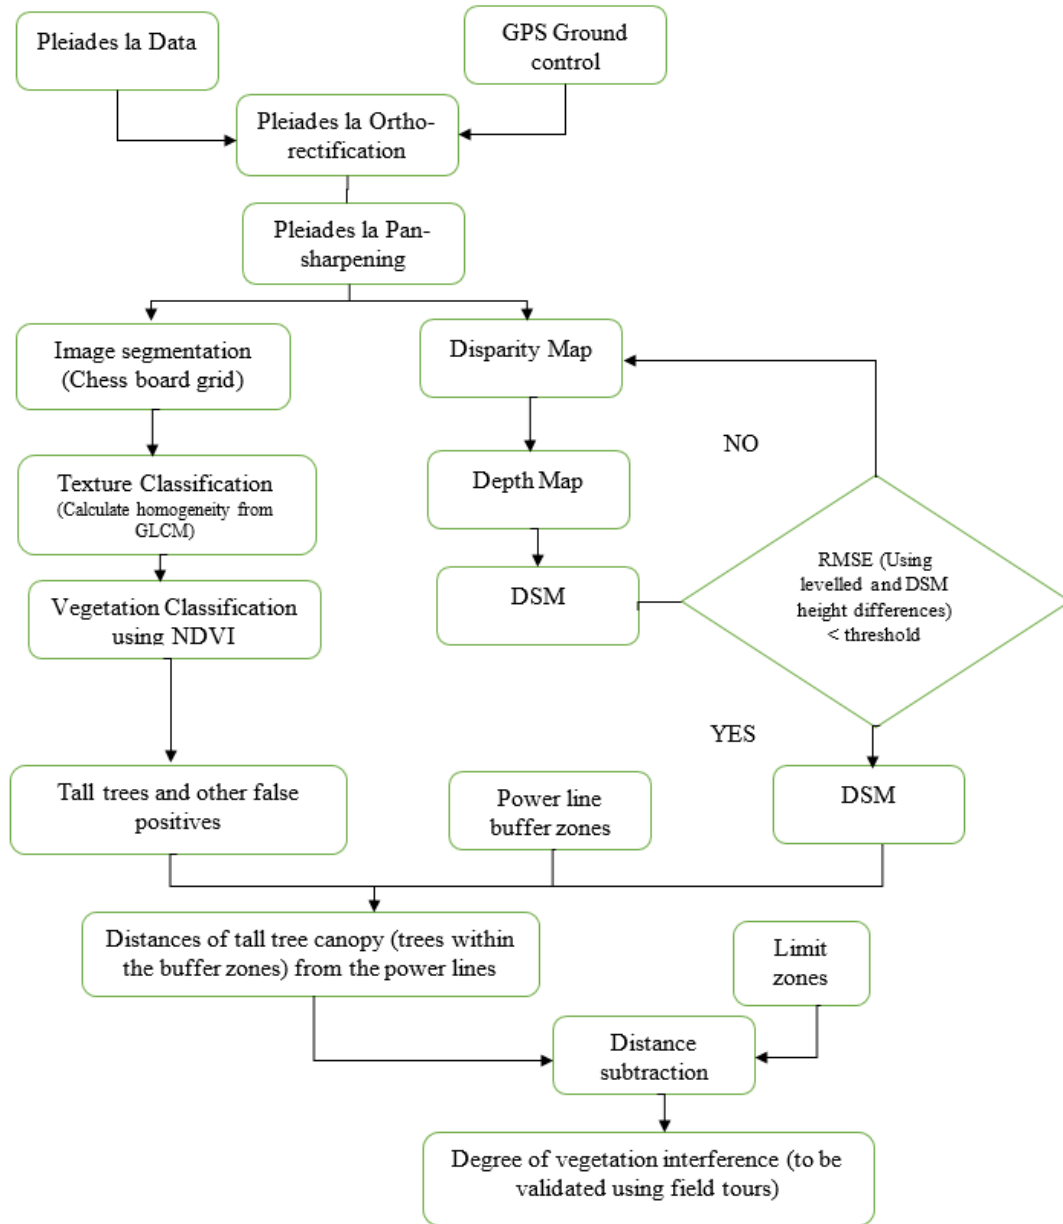 Pleiades la Data
GPS Ground
control
Pleiades la Ortho-
rectification
Pleiades la Pan-
sharpening
Image segmentation
(Chess board grid)
Disparity Map
NO
Texture Classification
(Calculate homogeneity from
GLCM)
Depth Map
RMSE (Using
levelled and DSM
height differences)
< threshold
Vegetation Classification
using NDVI
DSM
YES
Tall trees and other false
positives
Power line
buffer zones
DSM
Distances of tall tree canopy (trees within
the buffer zones) from the power lines
Limit
zones
Distance
subtraction
Degree of vegetation interference (to be
validated using field tours)